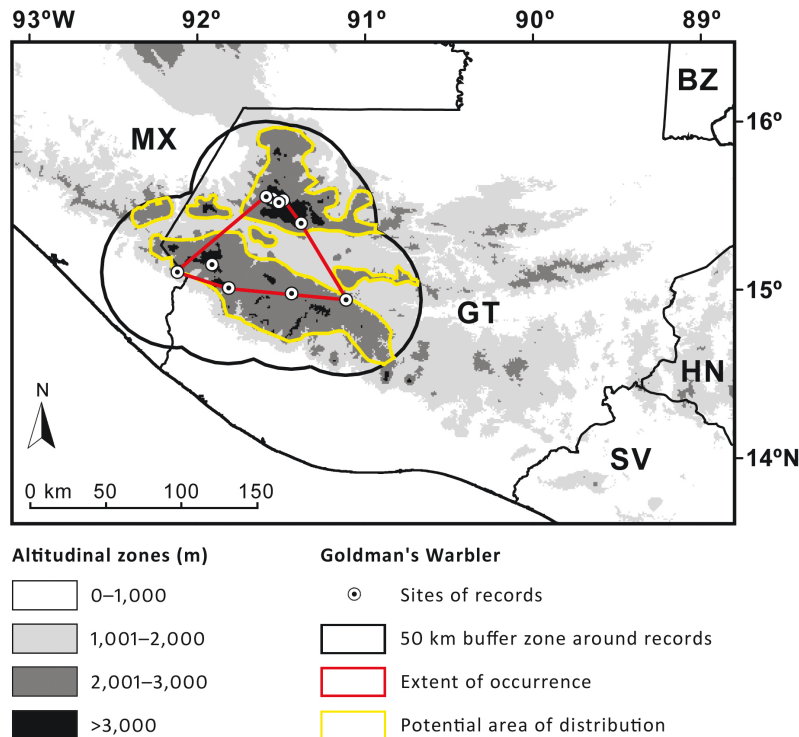 93ºW 92º 91º 90º 89º
BZ
16º
MX
15º
GT
HN
N
SV
14ºN
0 km 50 100 150
Altitudinal zones (m)
0–1,000
1,001–2,000
2,001–3,000
>3,000
Goldman's Warbler
Sites of records
50 km buffer zone around records
Extent of occurrence
Potential area of distribution